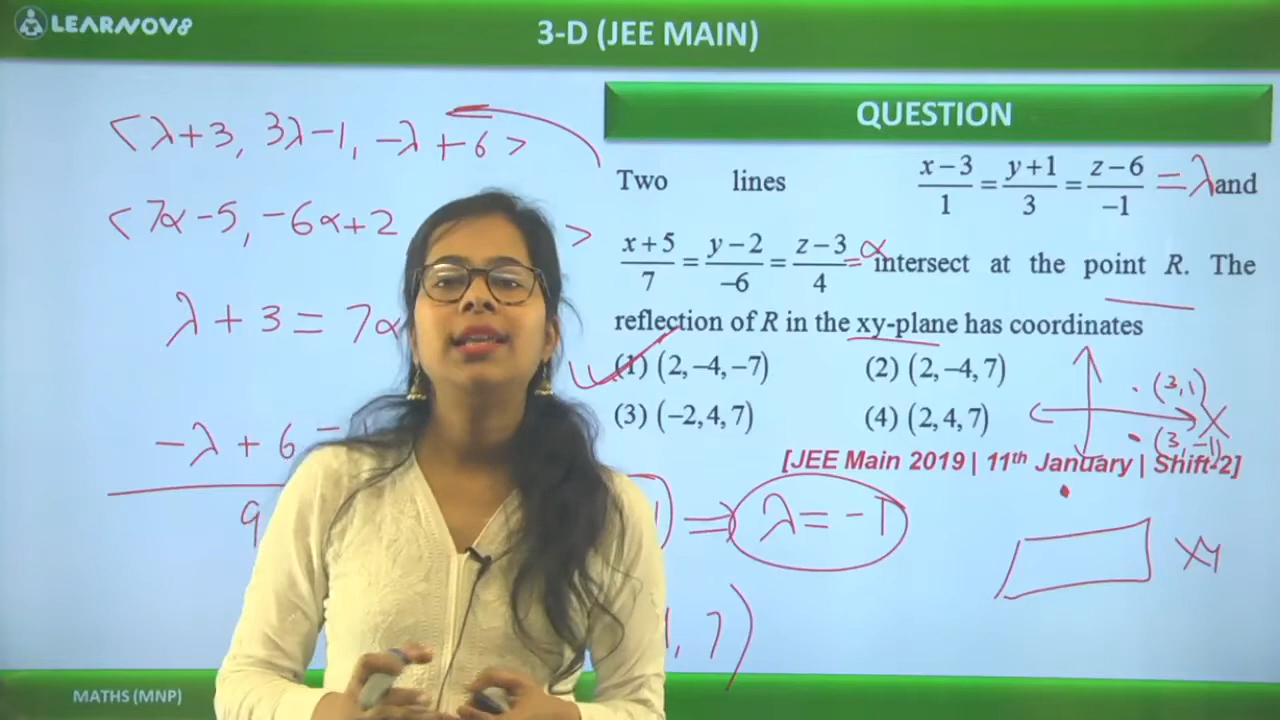 LEARNOV8
3-D (JEE MAIN)
QUESTION
Two lines x-3/1 = y+1/3 = z-6/-1 = λ and
x+5/7 = y-2/-6 = z-3/4 = α intersect at the point R. The
reflection of R in the xy-plane has coordinates
(1) (2,-4,-7) (2) (2,-4,7)
(3) (-2,4,7) (4) (2,4,7)
[JEE Main 2019 | 11th January | Shift-2]
<λ+3, 3λ-1, -λ+6>
<7α-5, -6α+2 >
λ+3=7α
-λ+6=
9
⇒ λ=-1
, 7)
(3,1)
X
(3,-1)
XY
MATHS (MNP)